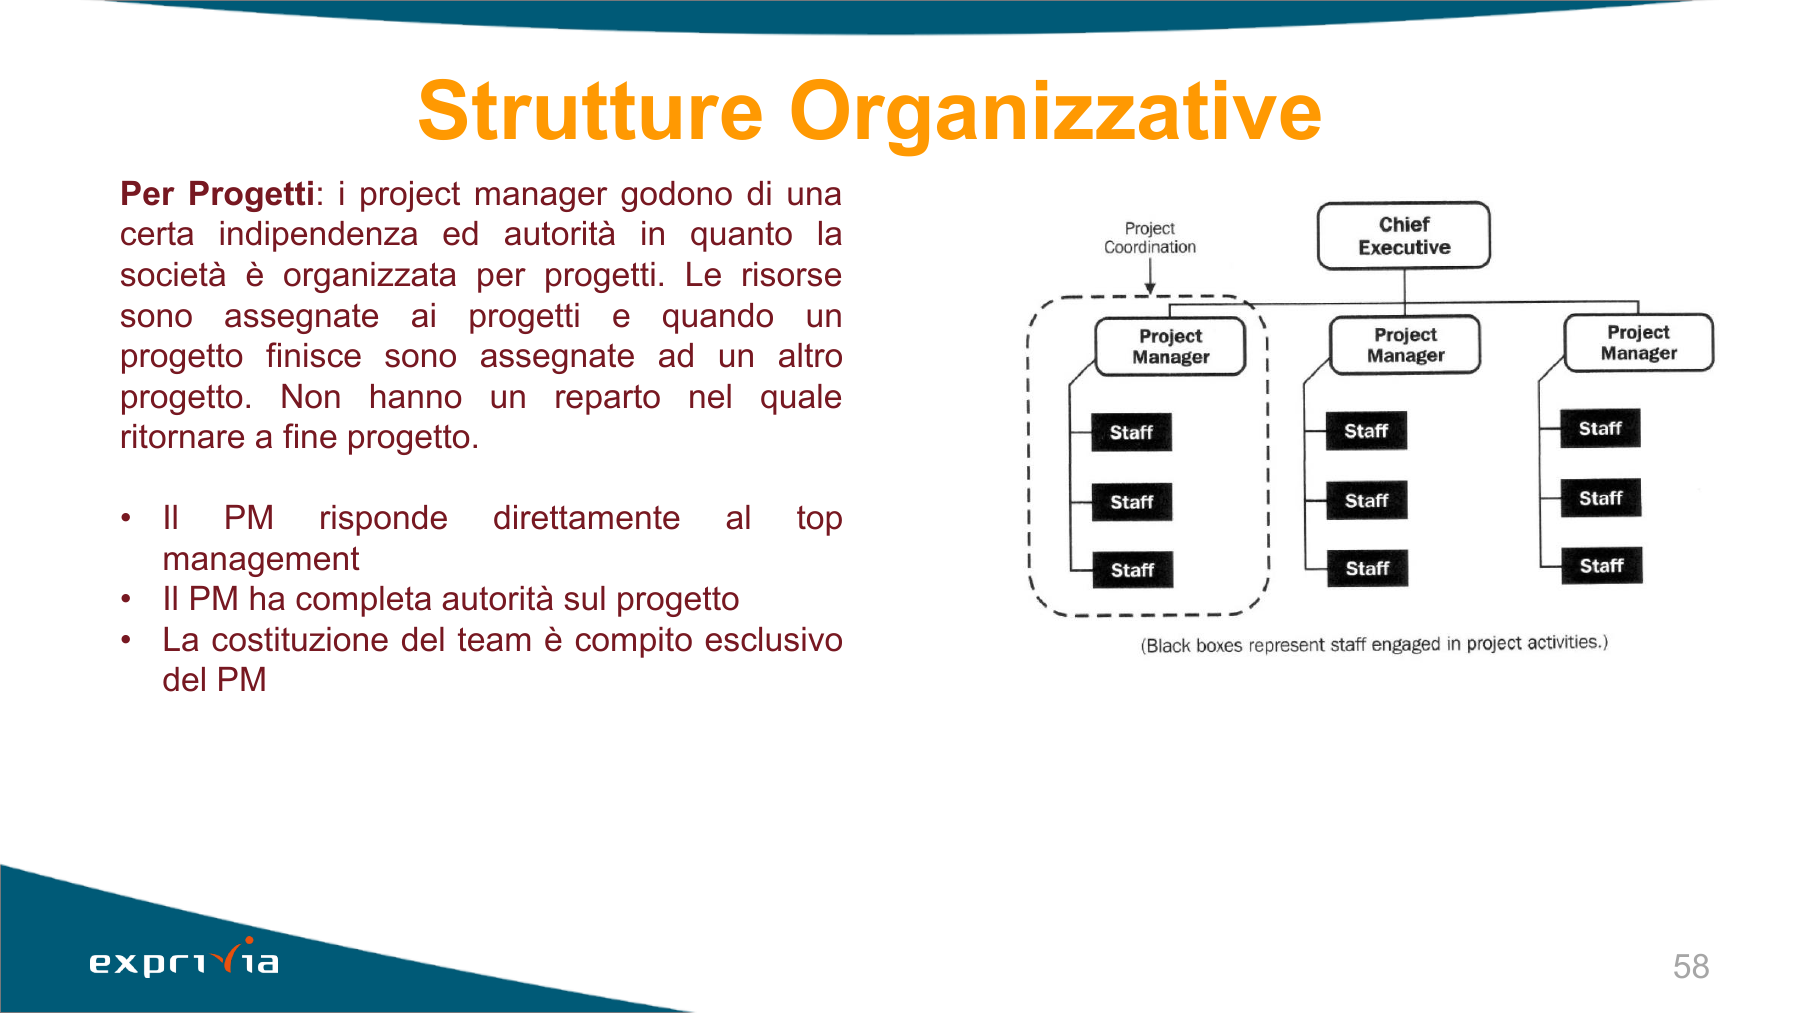 Strutture Organizzative
Per Progetti: i project manager godono di una
certa indipendenza ed autorità in quanto la
società è organizzata per progetti. Le risorse
sono assegnate ai progetti e quando un
progetto finisce sono assegnate ad un altro
progetto. Non hanno un reparto nel quale
ritornare a fine progetto.
• Il PM risponde direttamente al top
management
• Il PM ha completa autorità sul progetto
• La costituzione del team è compito esclusivo
del PM
Project
Coordination
Chief
Executive
Project
Manager
Project
Manager
Project
Manager
Staff
Staff
Staff
Staff
Staff
Staff
Staff
Staff
Staff
(Black boxes represent staff engaged in project activities.)
exprivia
58